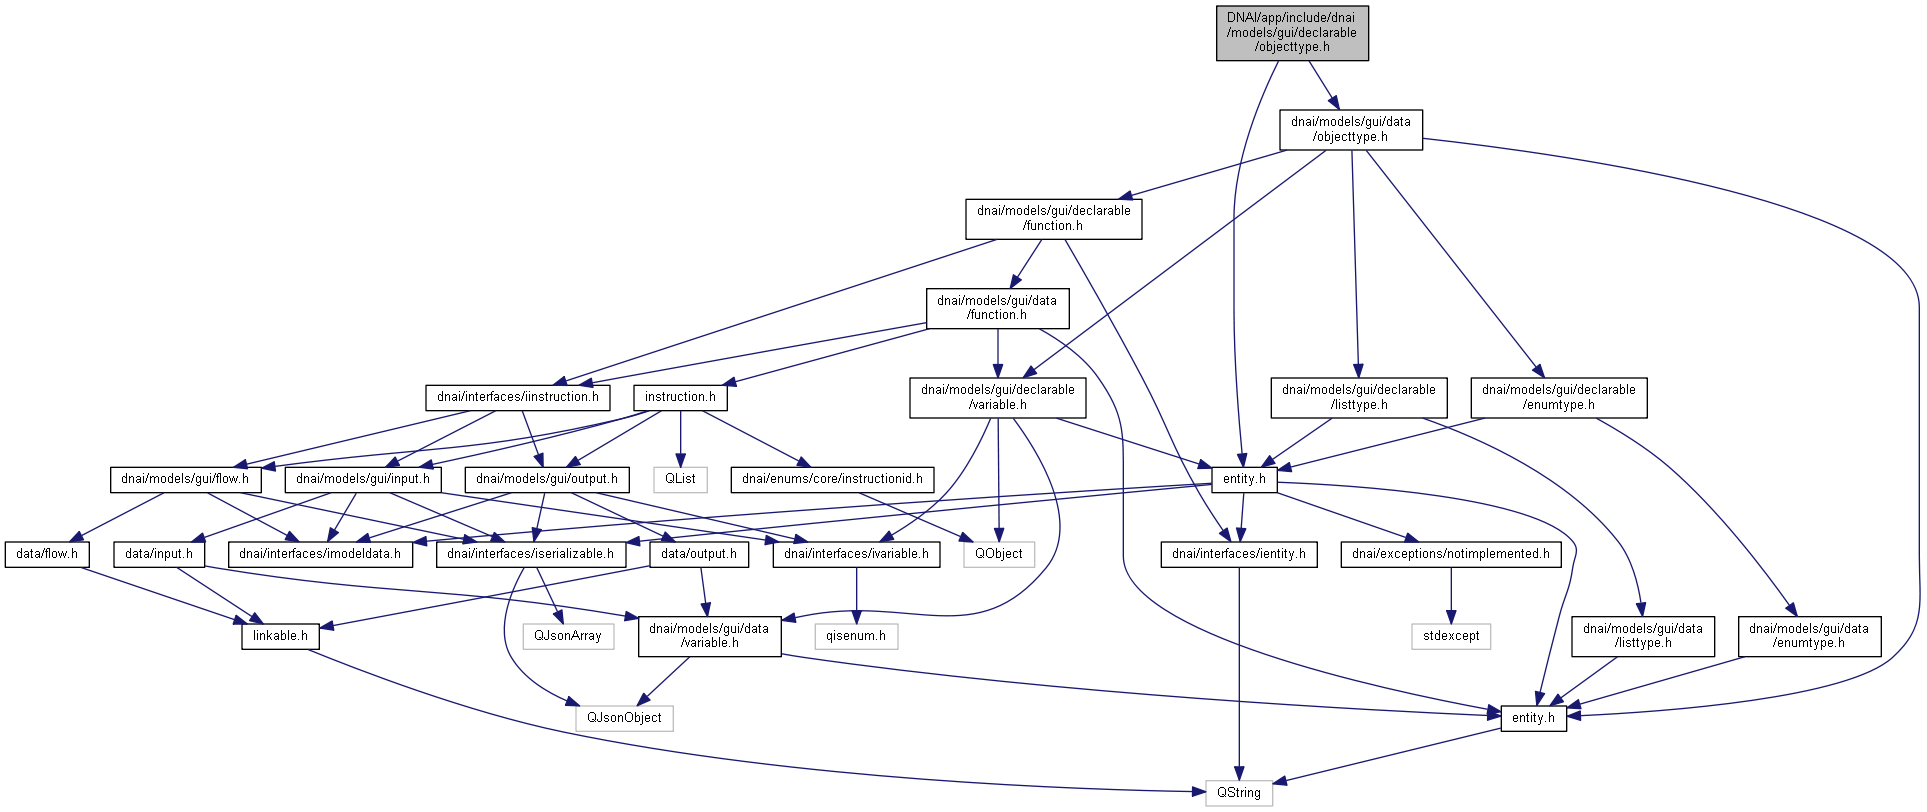 DNAI/app/include/dnai
/models/gui/declarable
/objecttype.h
dnai/models/gui/data
/objecttype.h
dnai/models/gui/declarable
/function.h
dnai/models/gui/data
/function.h
dnai/interfaces/iinstruction.h
instruction.h
dnai/models/gui/declarable
/variable.h
dnai/models/gui/declarable
/listtype.h
dnai/models/gui/declarable
/enumtype.h
dnai/models/gui/flow.h
dnai/models/gui/input.h
dnai/models/gui/output.h
QList
dnai/enums/core/instructionid.h
entity.h
data/flow.h
data/input.h
dnai/interfaces/imodeldata.h
dnai/interfaces/iserializable.h
data/output.h
dnai/interfaces/ivariable.h
QObject
dnai/interfaces/ientity.h
dnai/exceptions/notimplemented.h
linkable.h
QJsonArray
dnai/models/gui/data
/variable.h
qisenum.h
stdexcept
dnai/models/gui/data
/listtype.h
dnai/models/gui/data
/enumtype.h
QJsonObject
entity.h
QString